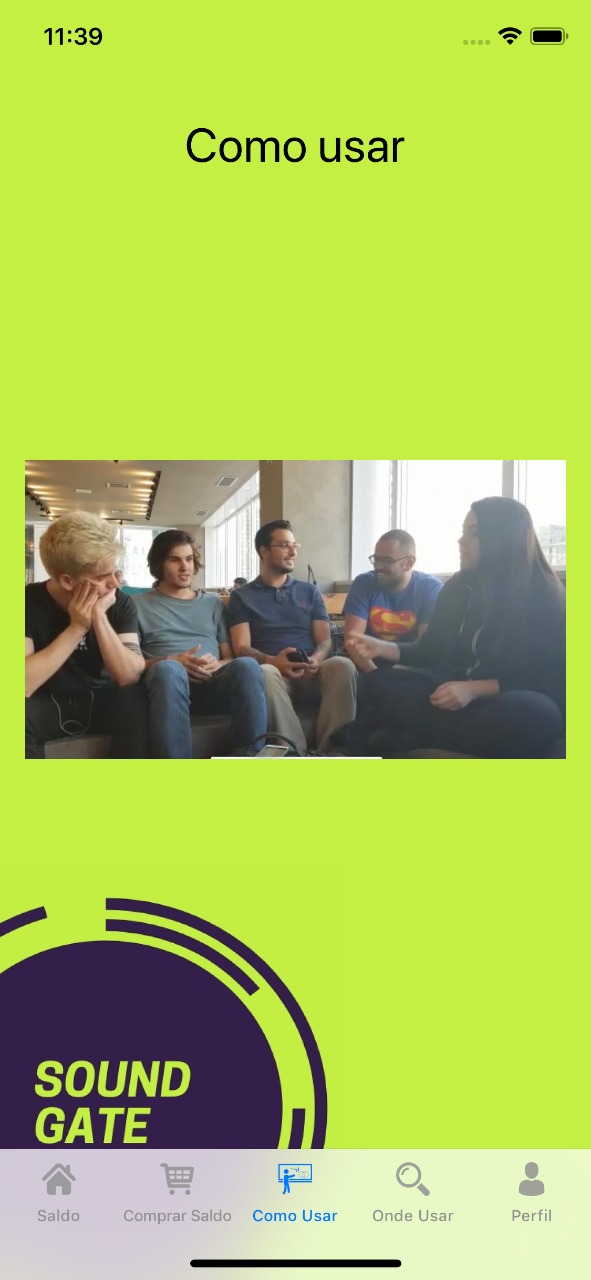 11:39
Como usar
SOUND
GATE
Saldo
Comprar Saldo
Como Usar
Onde Usar
Perfil